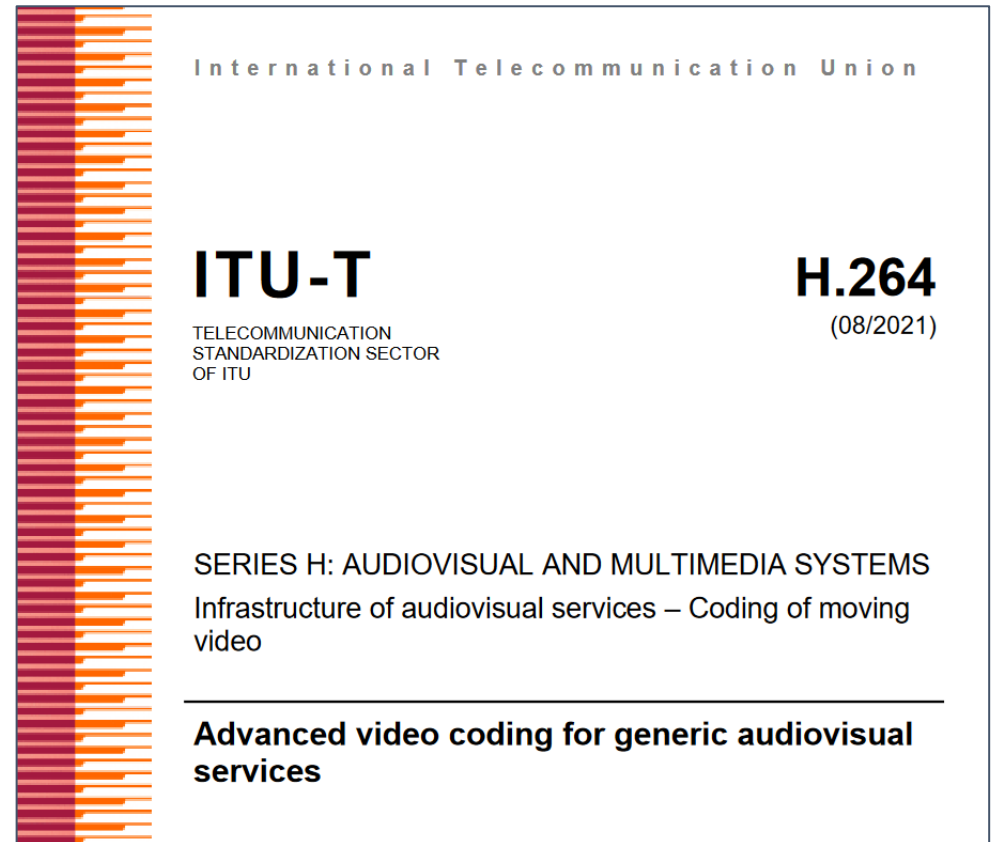 International Telecommunication Union
ITU-T
TELECOMMUNICATION
STANDARDIZATION SECTOR
OF ITU
H.264
(08/2021)
SERIES H: AUDIOVISUAL AND MULTIMEDIA SYSTEMS
Infrastructure of audiovisual services – Coding of moving
video
Advanced video coding for generic audiovisual
services